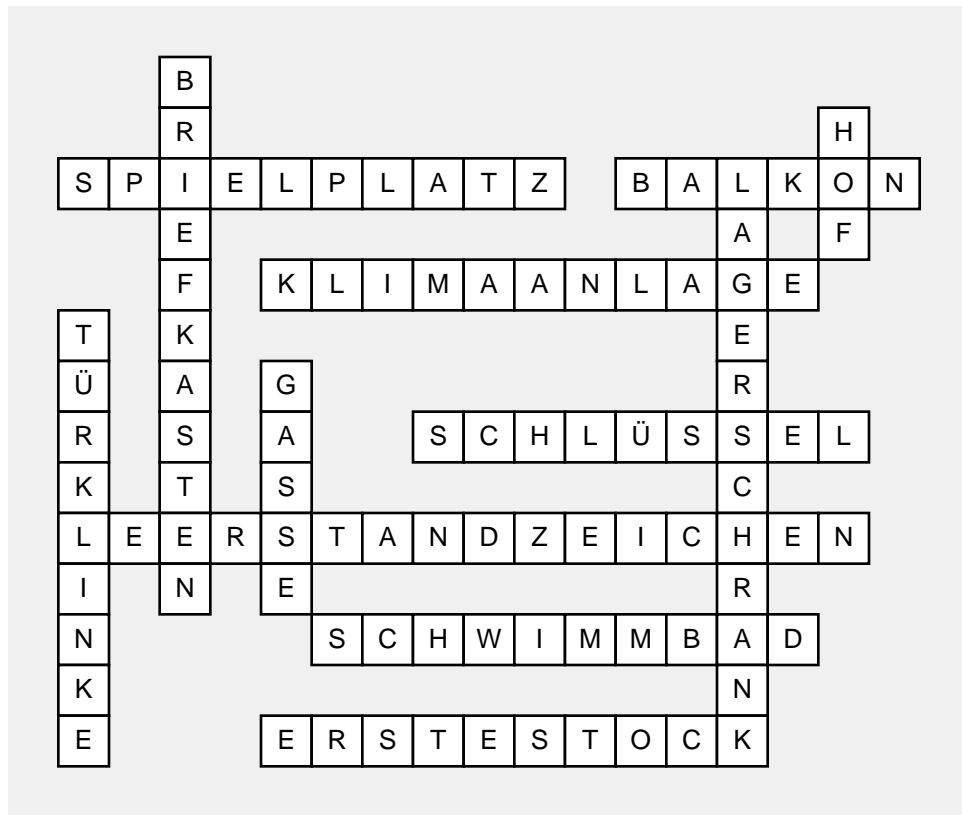 BRIEFKASTEN
HOF
SPIELPLATZ
BALKON
LAGERSCHRANK
KLIMAANLAGE
TÜRKLINKE
GASSE
SCHLÜSSEL
LEERSTANDZEICHEN
SCHWIMMBAD
ERSTESTOCK